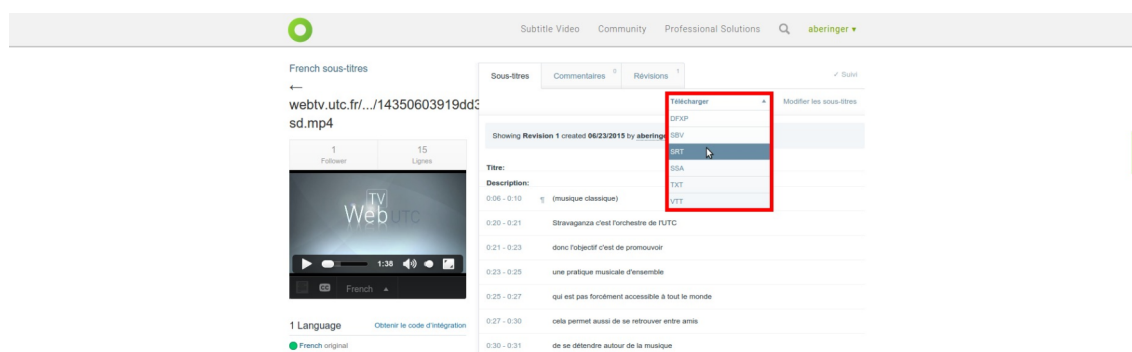 Subtitle Video Community Professional Solutions aberinger ▾
French sous-titres
←
webtv.utc.fr/.../14350603919dd3
sd.mp4
1 Follower
15 Lignes
TV
Web UTC
1:38
CC French ▲
1 Language Obtenir le code d'intégration
French original
Sous-titres Commentaires 0 Révisions 1 ✓ Suivi
Télécharger ▲ Modifier les sous-titres
DFXP
SBV
SRT
SSA
TXT
VTT
Showing Revision 1 created 06/23/2015 by aberinge
Titre:
Description:
0:06 - 0:10 ¶ (musique classique)
0:20 - 0:21 Stravaganza c'est l'orchestre de l'UTC
0:21 - 0:23 donc l'objectif c'est de promouvoir
0:23 - 0:25 une pratique musicale d'ensemble
0:25 - 0:27 qui est pas forcément accessible à tout le monde
0:27 - 0:30 cela permet aussi de se retrouver entre amis
0:30 - 0:31 de se détendre autour de la musique